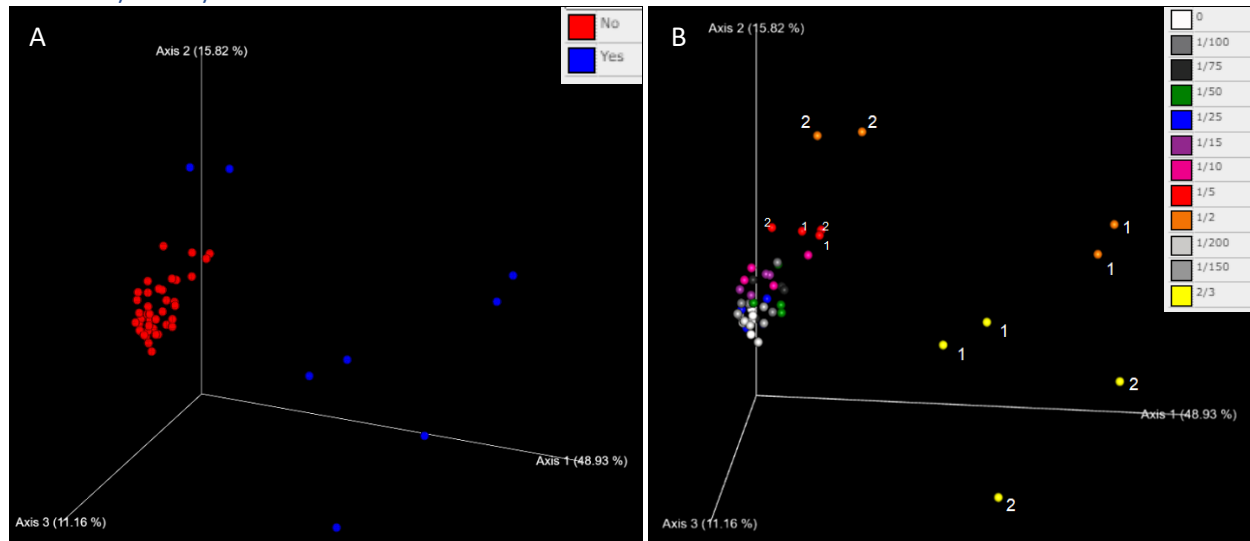 A
Axis 2 (15.82 %)
No
Yes
Axis 1 (48.93 %)
Axis 3 (11.16 %)
B
Axis 2 (15.82 %)
0
1/100
1/75
1/50
1/25
1/15
1/10
1/5
1/2
1/200
1/150
2/3
2
2
2
1
2
1
1
1
1
1
2
2
Axis 1 (48.93 %)
Axis 3 (11.16 %)